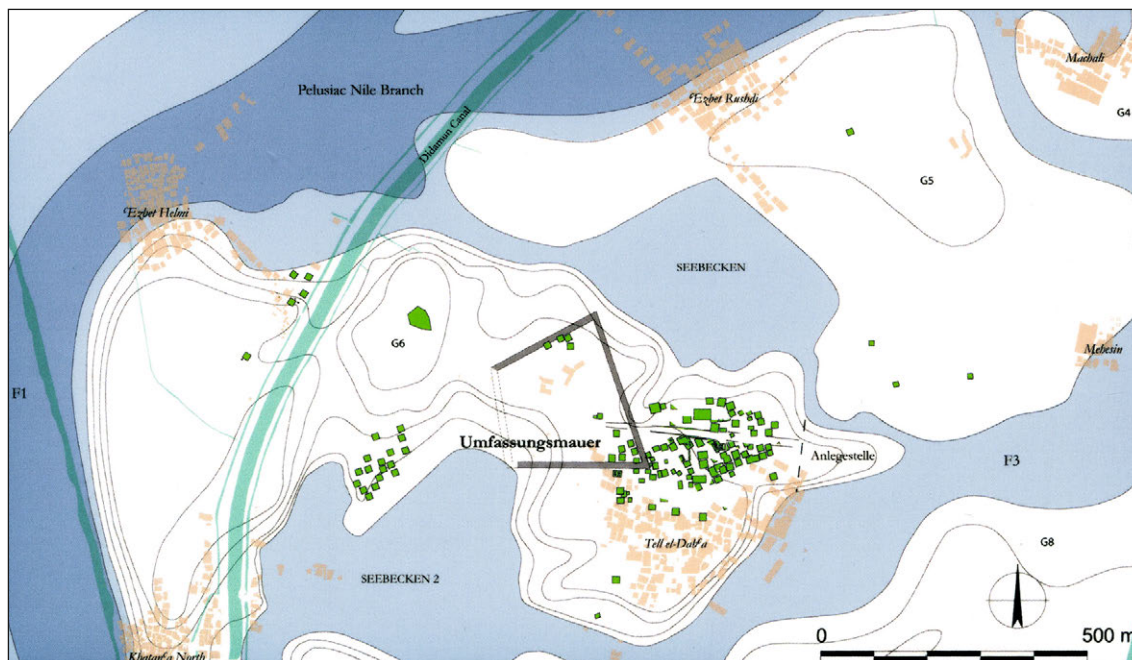 Pelusiac Nile Branch
Didamun Canal
ʿEzbet Rushdi
Machali
G4
G5
ʿEzbet Helmi
SEEBECKEN
G6
Mehesin
F1
Umfassungsmauer
Anlegestelle
F3
Tell el-Dabʿa
G8
SEEBECKEN 2
Khataʿna North
0
500 m